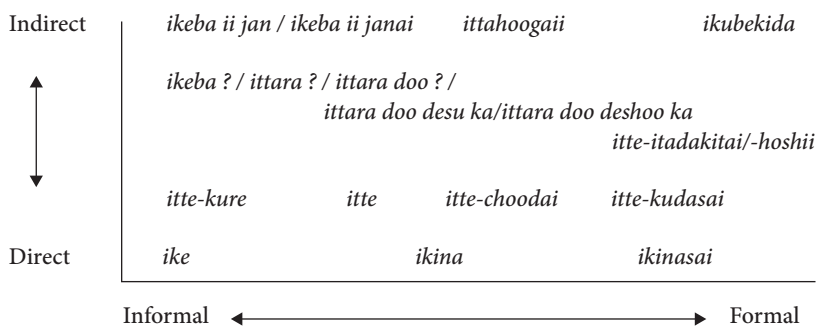 Indirect ikeba ii jan / ikeba ii janai ittahoogaii ikubekida
ikeba ? / ittara ? / ittara doo ? /
ittara doo desu ka/ittara doo deshoo ka
itte-itadakitai/-hoshii
itte-kure itte itte-choodai itte-kudasai
Direct ike ikina ikinasai
Informal Formal